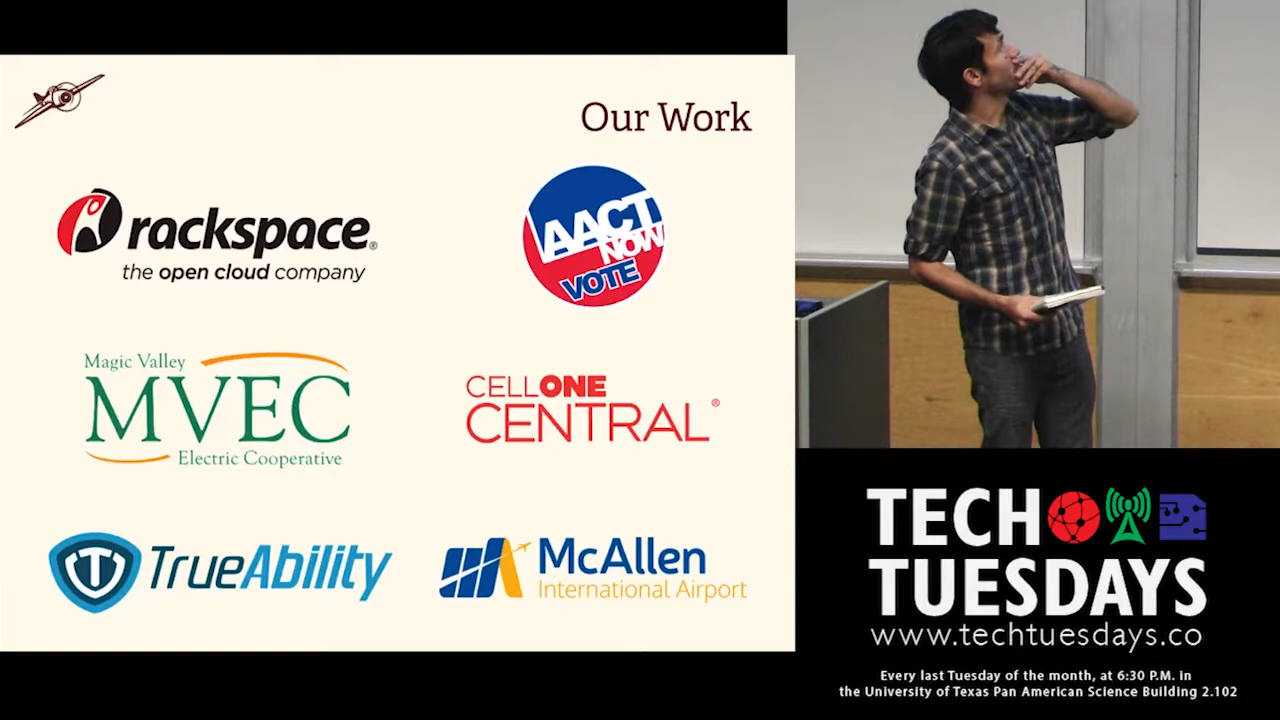 Our Work
rackspace®
the open cloud company
AACT
NOW
VOTE
Magic Valley
MVEC
Electric Cooperative
CELLONE
CENTRAL®
TrueAbility
McAllen
International Airport
TECH
TUESDAYS
www.techtuesdays.co
Every last Tuesday of the month, at 6:30 P.M. in
the University of Texas Pan American Science Building 2.102